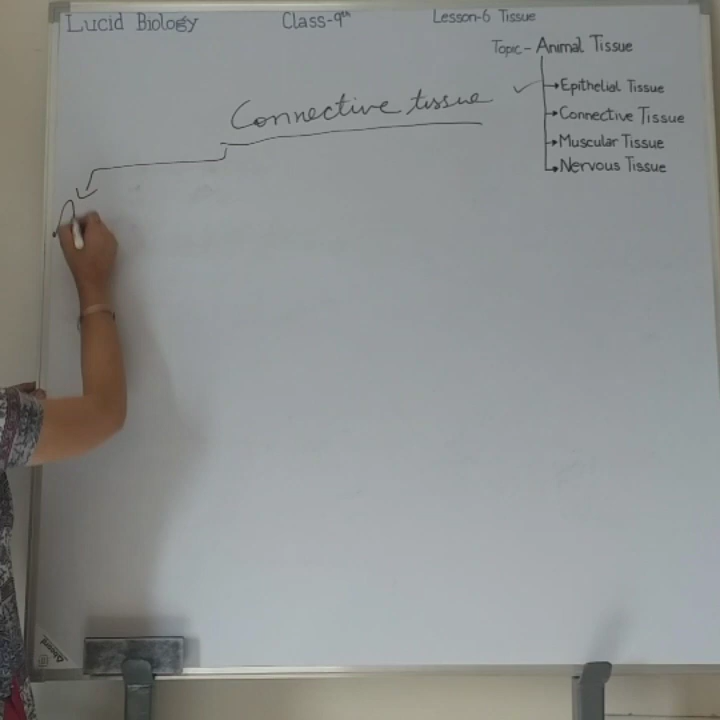 Lucid Biology Class-9th Lesson-6 Tissue
Topic - Animal Tissue
Epithelial Tissue
Connective Tissue
Muscular Tissue
Nervous Tissue
Connective tissue